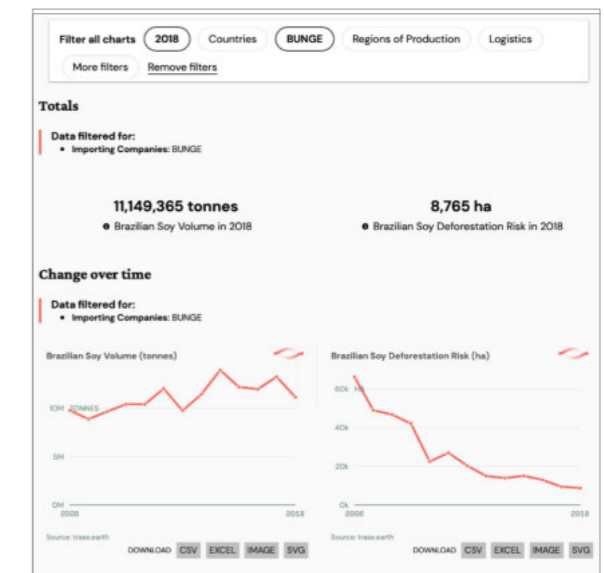 Filter all charts 2018 Countries BUNGE Regions of Production Logistics
More filters Remove filters
Totals
Data filtered for:
• Importing Companies: BUNGE
11,149,365 tonnes
Brazilian Soy Volume in 2018
8,765 ha
Brazilian Soy Deforestation Risk in 2018
Change over time
Data filtered for:
• Importing Companies: BUNGE
Brazilian Soy Volume (tonnes)
10M TONNES
5M
0M
2006 2018
Source: trase.earth
DOWNLOAD CSV EXCEL IMAGE SVG
Brazilian Soy Deforestation Risk (ha)
60k HA
40k
20k
0k
2006 2018
Source: trase.earth
DOWNLOAD CSV EXCEL IMAGE SVG